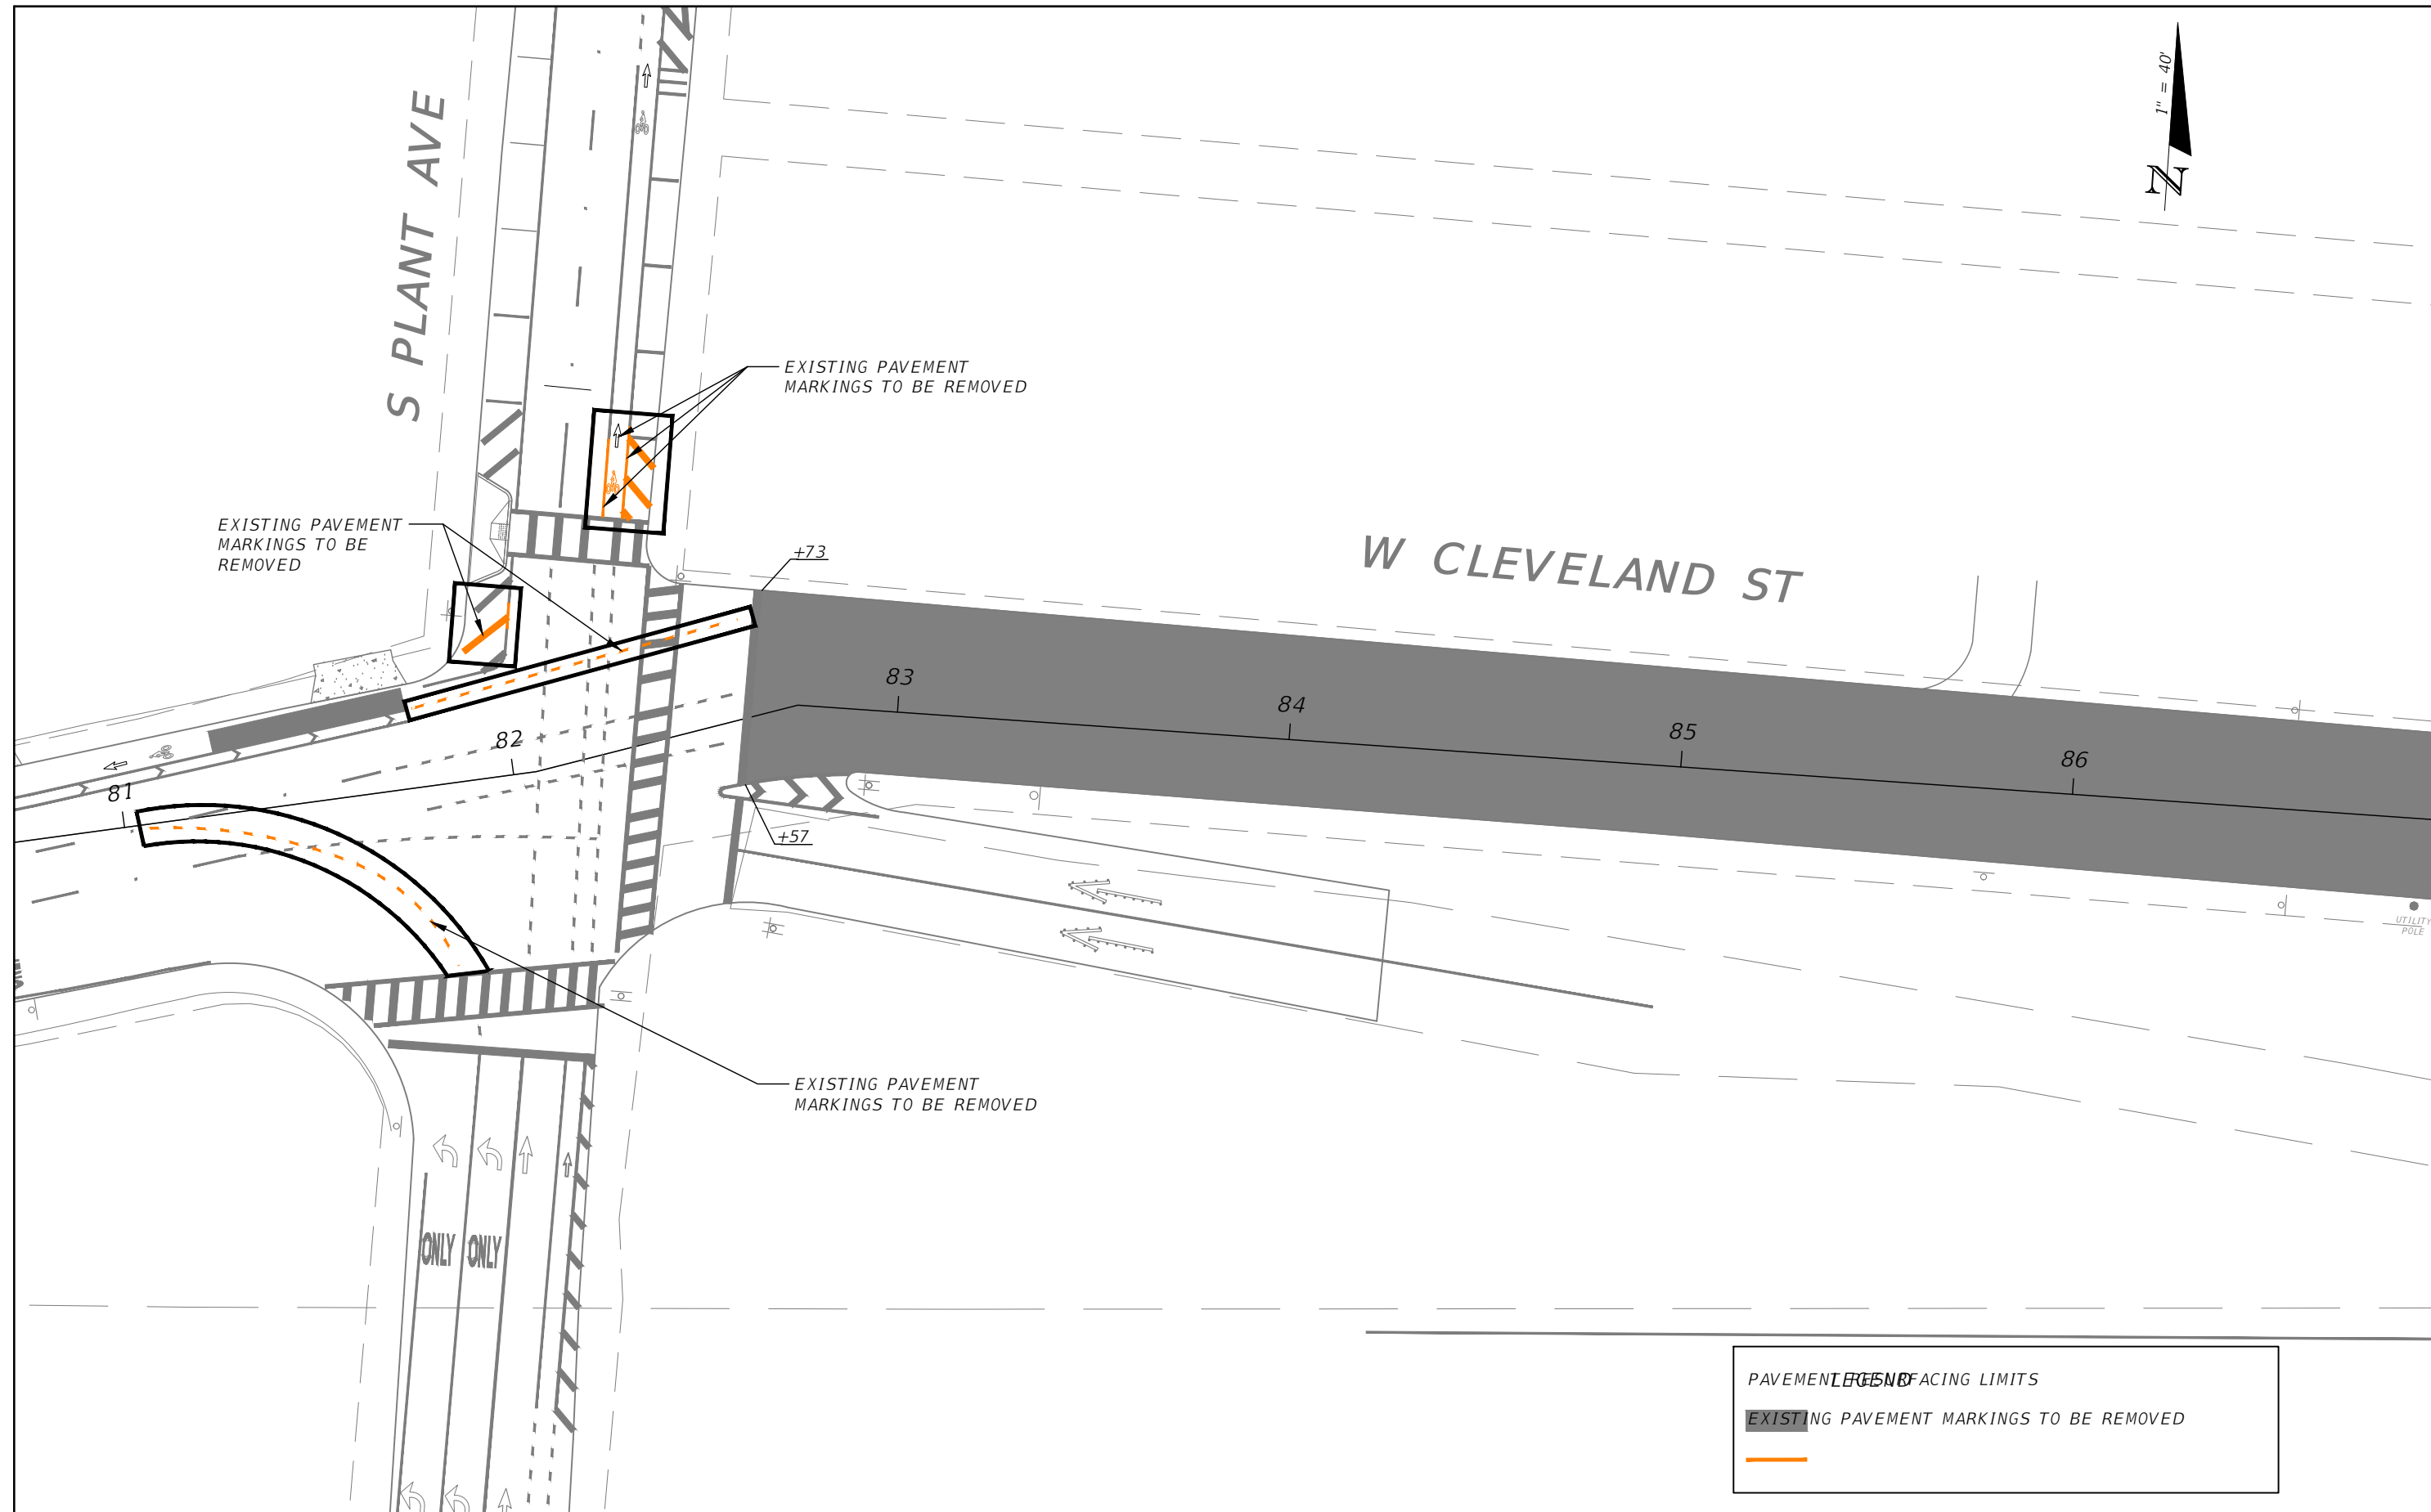 1" = 40'
N
S PLANT AVE
EXISTING PAVEMENT
MARKINGS TO BE REMOVED
EXISTING PAVEMENT
MARKINGS TO BE
REMOVED
+73
W CLEVELAND ST
83
84
85
86
82
81
+57
UTILITY
POLE
EXISTING PAVEMENT
MARKINGS TO BE REMOVED
ONLY ONLY
LEGEND
PAVEMENT RESURFACING LIMITS
EXISTING PAVEMENT MARKINGS TO BE REMOVED